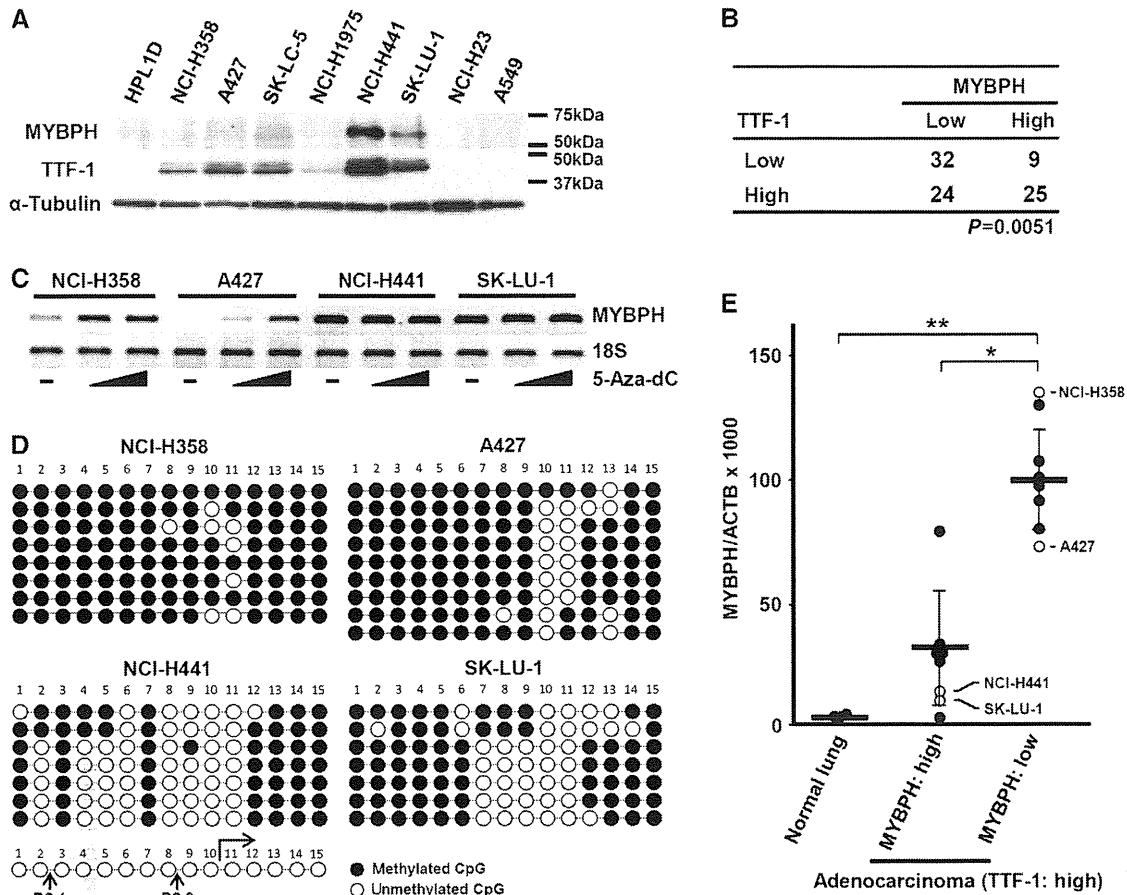 A
HPL1D
NCI-H358
A427
SK-LC-5
NCI-H1975
NCI-H441
SK-LU-1
NCI-H23
A549
MYBPH
TTF-1
α-Tubulin
75kDa
50kDa
50kDa
37kDa
B
MYBPH
TTF-1 Low High
Low 32 9
High 24 25
P=0.0051
C
NCI-H358 A427 NCI-H441 SK-LU-1
MYBPH
18S
– – – – 5-Aza-dC
D
NCI-H358
1 2 3 4 5 6 7 8 9 10 11 12 13 14 15
A427
1 2 3 4 5 6 7 8 9 10 11 12 13 14 15
NCI-H441
1 2 3 4 5 6 7 8 9 10 11 12 13 14 15
SK-LU-1
1 2 3 4 5 6 7 8 9 10 11 12 13 14 15
1 2 3 4 5 6 7 8 9 10 11 12 13 14 15
Methylated CpG
Unmethylated CpG
E
MYBPH/ACTB x 1000
150
100
50
0
**
*
NCI-H358
A427
NCI-H441
SK-LU-1
Normal lung
MYBPH: high
MYBPH: low
Adenocarcinoma (TTF-1: high)